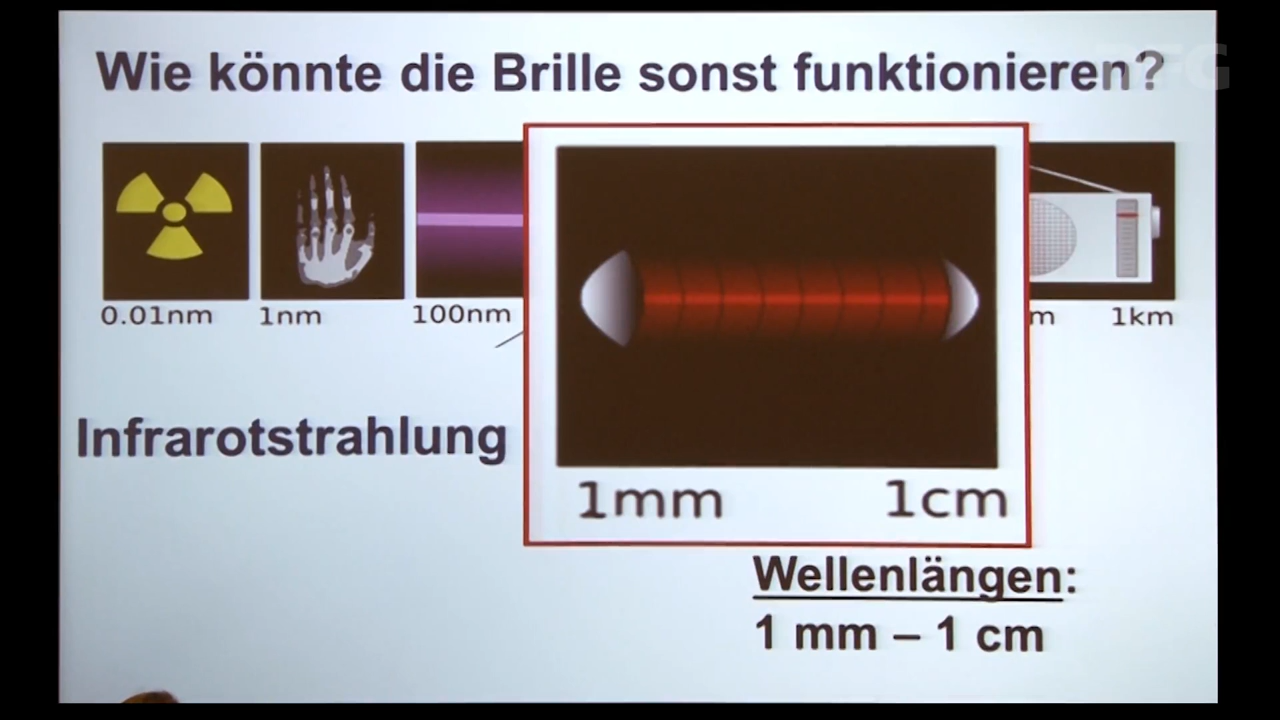 Wie könnte die Brille sonst funktionieren?
0.01nm
1nm
100nm
m
1km
Infrarotstrahlung
1mm
1cm
Wellenlängen:
1 mm – 1 cm